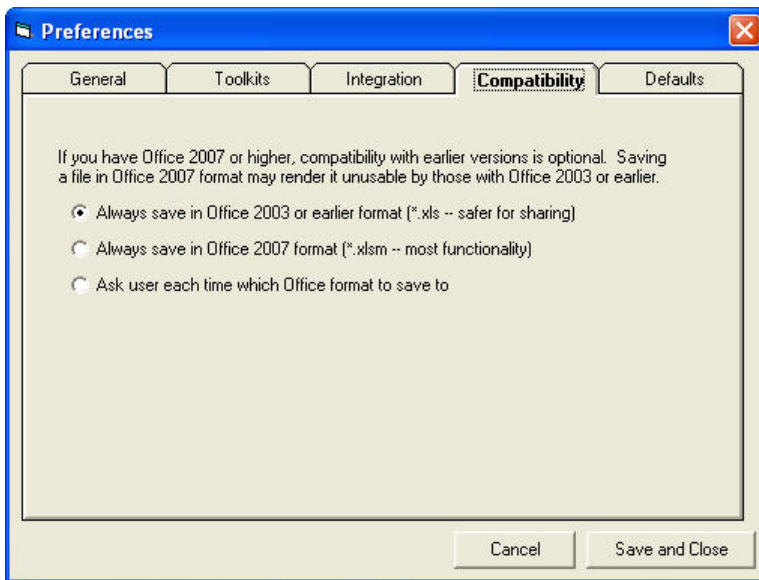 Preferences
General Toolkits Integration Compatibility Defaults
If you have Office 2007 or higher, compatibility with earlier versions is optional.  Saving
a file in Office 2007 format may render it unusable by those with Office 2003 or earlier.
Always save in Office 2003 or earlier format (*.xls -- safer for sharing)
Always save in Office 2007 format (*.xlsm -- most functionality)
Ask user each time which Office format to save to
Cancel Save and Close